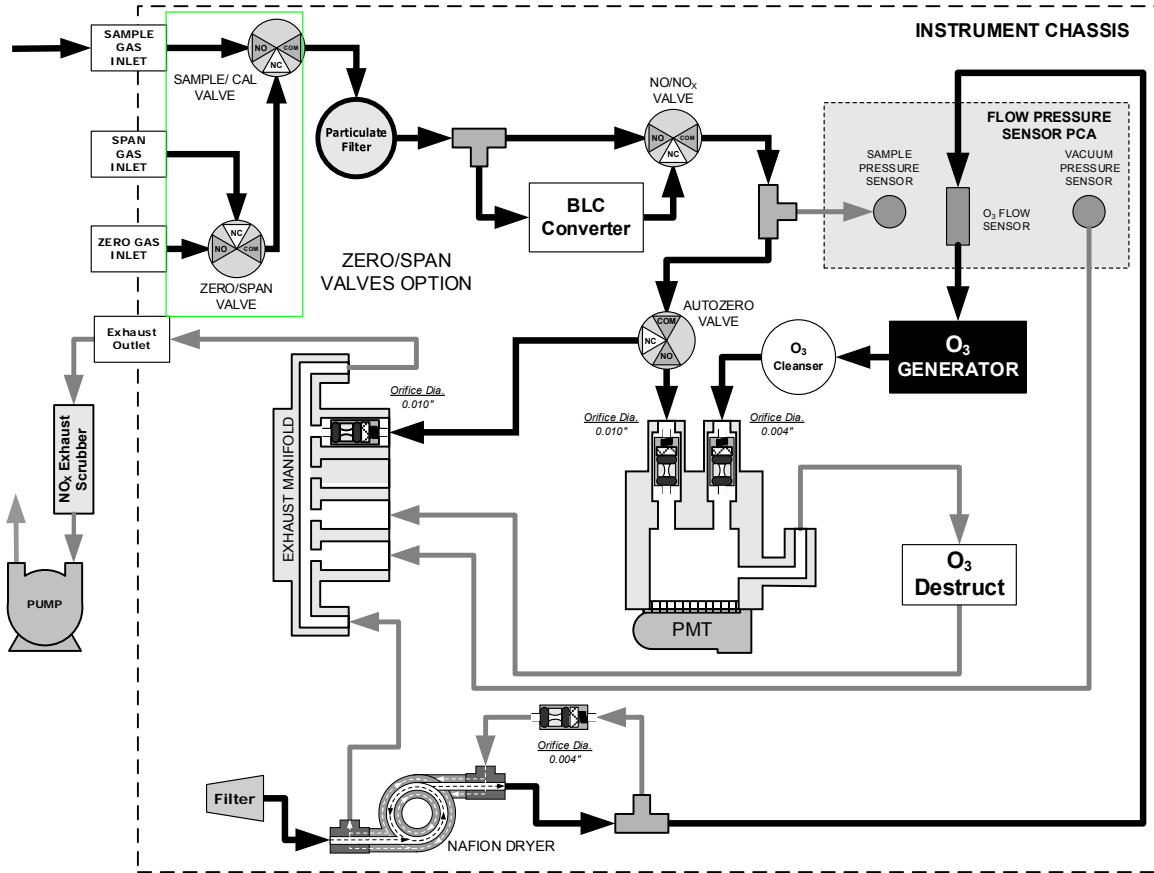 INSTRUMENT CHASSIS
SAMPLE
GAS
INLET
NO
COM
NC
SAMPLE/ CAL
VALVE
SPAN
GAS
INLET
NC
NO
COM
ZERO GAS
INLET
ZERO/SPAN
VALVE
ZERO/SPAN
VALVES OPTION
Particulate
Filter
NO/NOX
VALVE
NO
COM
NC
BLC
Converter
FLOW PRESSURE
SENSOR PCA
SAMPLE
PRESSURE
SENSOR
VACUUM
PRESSURE
SENSOR
O3 FLOW
SENSOR
AUTOZERO
VALVE
COM
NC
NO
O3
Cleanser
O3
GENERATOR
Exhaust
Outlet
NOX Exhaust
Scrubber
PUMP
EXHAUST MANIFOLD
Orifice Dia.
0.010"
Orifice Dia.
0.010"
Orifice Dia.
0.004"
O3
Destruct
PMT
Orifice Dia.
0.004"
Filter
NAFION DRYER